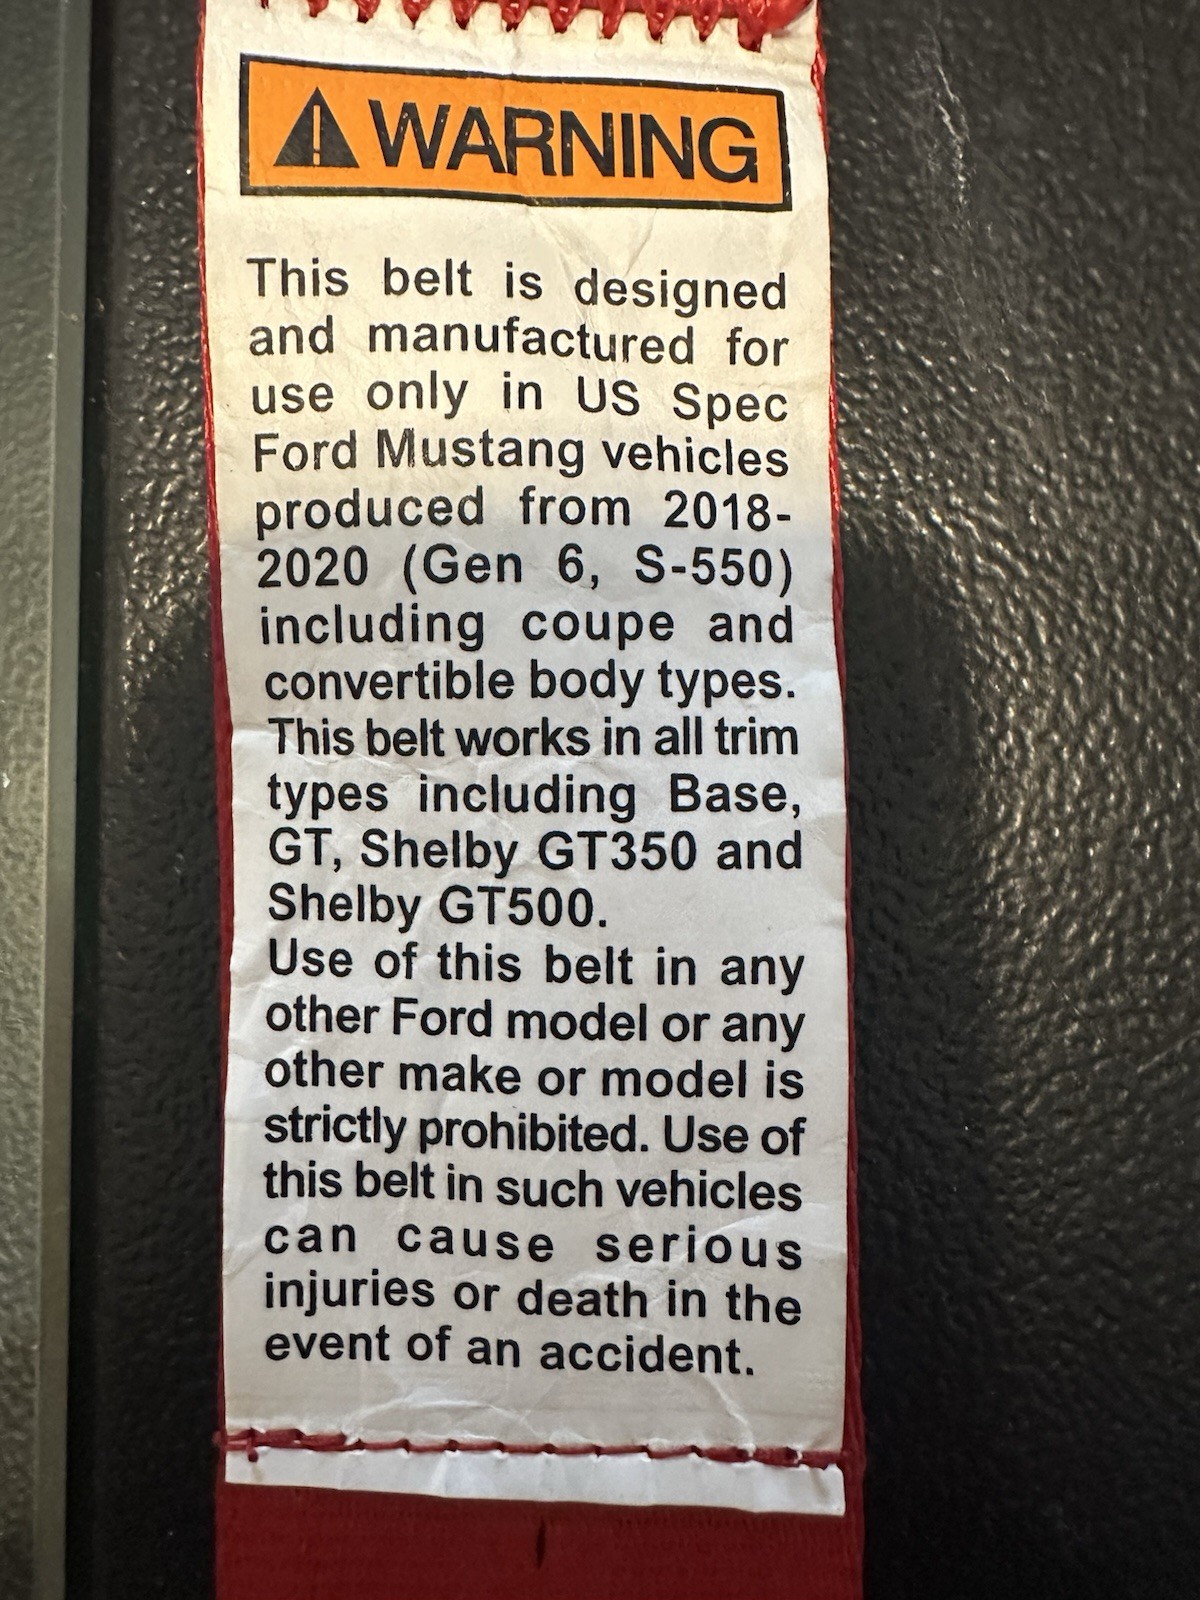 WARNING
This belt is designed
and manufactured for
use only in US Spec
Ford Mustang vehicles
produced from 2018-
2020 (Gen 6, S-550)
including coupe and
convertible body types.
This belt works in all trim
types including Base,
GT, Shelby GT350 and
Shelby GT500.
Use of this belt in any
other Ford model or any
other make or model is
strictly prohibited. Use of
this belt in such vehicles
can cause serious
injuries or death in the
event of an accident.